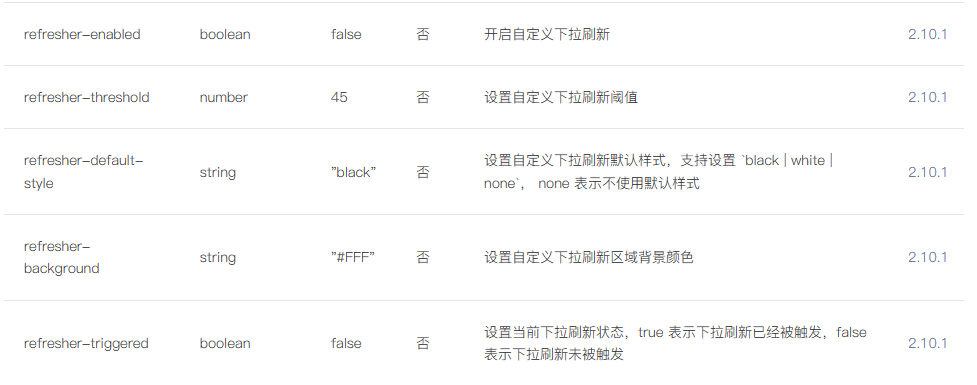 refresher-enabled boolean false 否 开启自定义下拉刷新 2.10.1
refresher-threshold number 45 否 设置自定义下拉刷新阈值 2.10.1
refresher-default-
style
string
"black"
否
设置自定义下拉刷新默认样式，支持设置 `black | white |
none`， none 表示不使用默认样式
2.10.1
refresher-
background
string
"#FFF"
否
设置自定义下拉刷新区域背景颜色
2.10.1
refresher-triggered
boolean
false
否
设置当前下拉刷新状态，true 表示下拉刷新已经被触发，false
表示下拉刷新未被触发
2.10.1